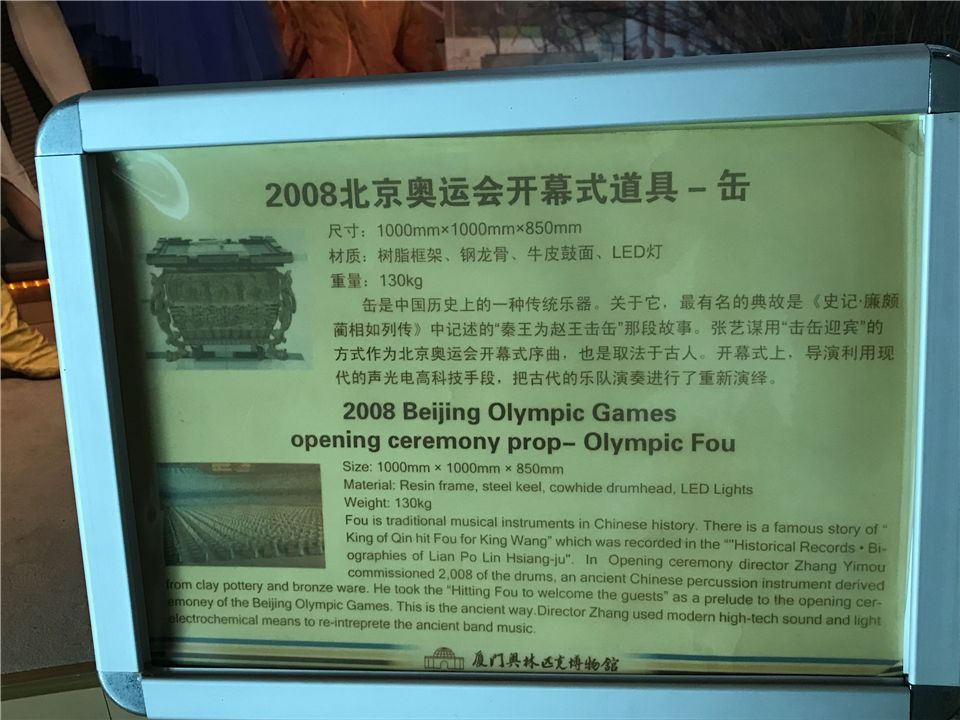 2008北京奥运会开幕式道具－缶
尺寸：1000mm×1000mm×850mm
材质：树脂框架、钢龙骨、牛皮鼓面、LED灯
重量：130kg
缶是中国历史上的一种传统乐器。关于它，最有名的典故是《史记·廉颇
蔺相如列传》中记述的“秦王为赵王击缶”那段故事。张艺谋用“击缶迎宾”的
方式作为北京奥运会开幕式序曲，也是取法于古人。开幕式上，导演利用现
代的声光电高科技手段，把古代的乐队演奏进行了重新演绎。
2008 Beijing Olympic Games
opening ceremony prop– Olympic Fou
Size: 1000mm × 1000mm × 850mm
Material: Resin frame, steel keel, cowhide drumhead, LED Lights
Weight: 130kg
Fou is traditional musical instruments in Chinese history. There is a famous story of “
King of Qin hit Fou for King Wang” which was recorded in the “"Historical Records • Bi-
ographies of Lian Po Lin Hsiang-ju". In Opening ceremony director Zhang Yimou
commissioned 2,008 of the drums, an ancient Chinese percussion instrument derived
from clay pottery and bronze ware. He took the “Hitting Fou to welcome the guests” as a prelude to the opening cer-
emoney of the Beijing Olympic Games. This is the ancient way.Director Zhang used modern high-tech sound and light
electrochemical means to re-intreprete the ancient band music.
厦门奥林匹克博物馆